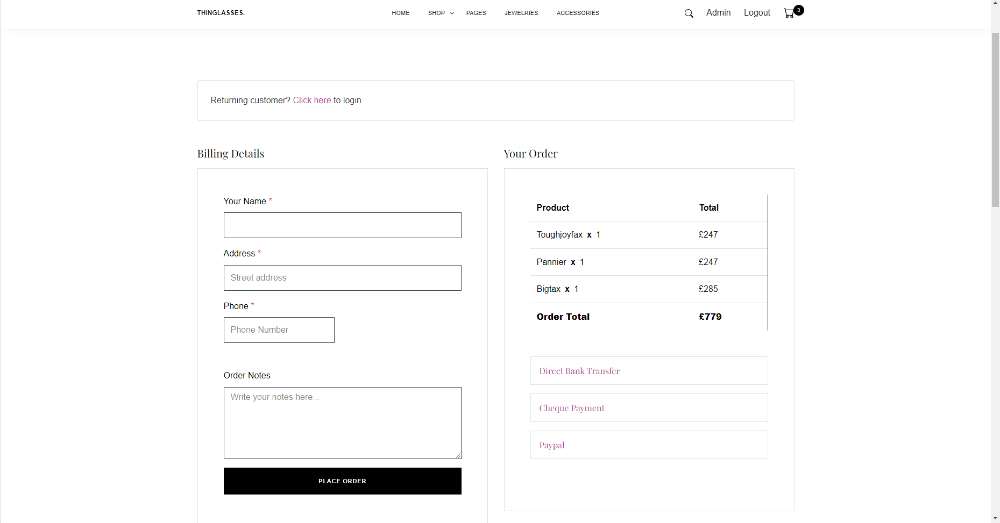 THINGLASSES.
HOME SHOP PAGES JEWELRIES ACCESSORIES
Admin Logout 3
Returning customer? Click here to login
Billing Details
Your Name *
Address *
Street address
Phone *
Phone Number
Order Notes
Write your notes here...
PLACE ORDER
Your Order
Product Total
Toughjoyfax x 1 £247
Pannier x 1 £247
Bigtax x 1 £285
Order Total £779
Direct Bank Transfer
Cheque Payment
Paypal